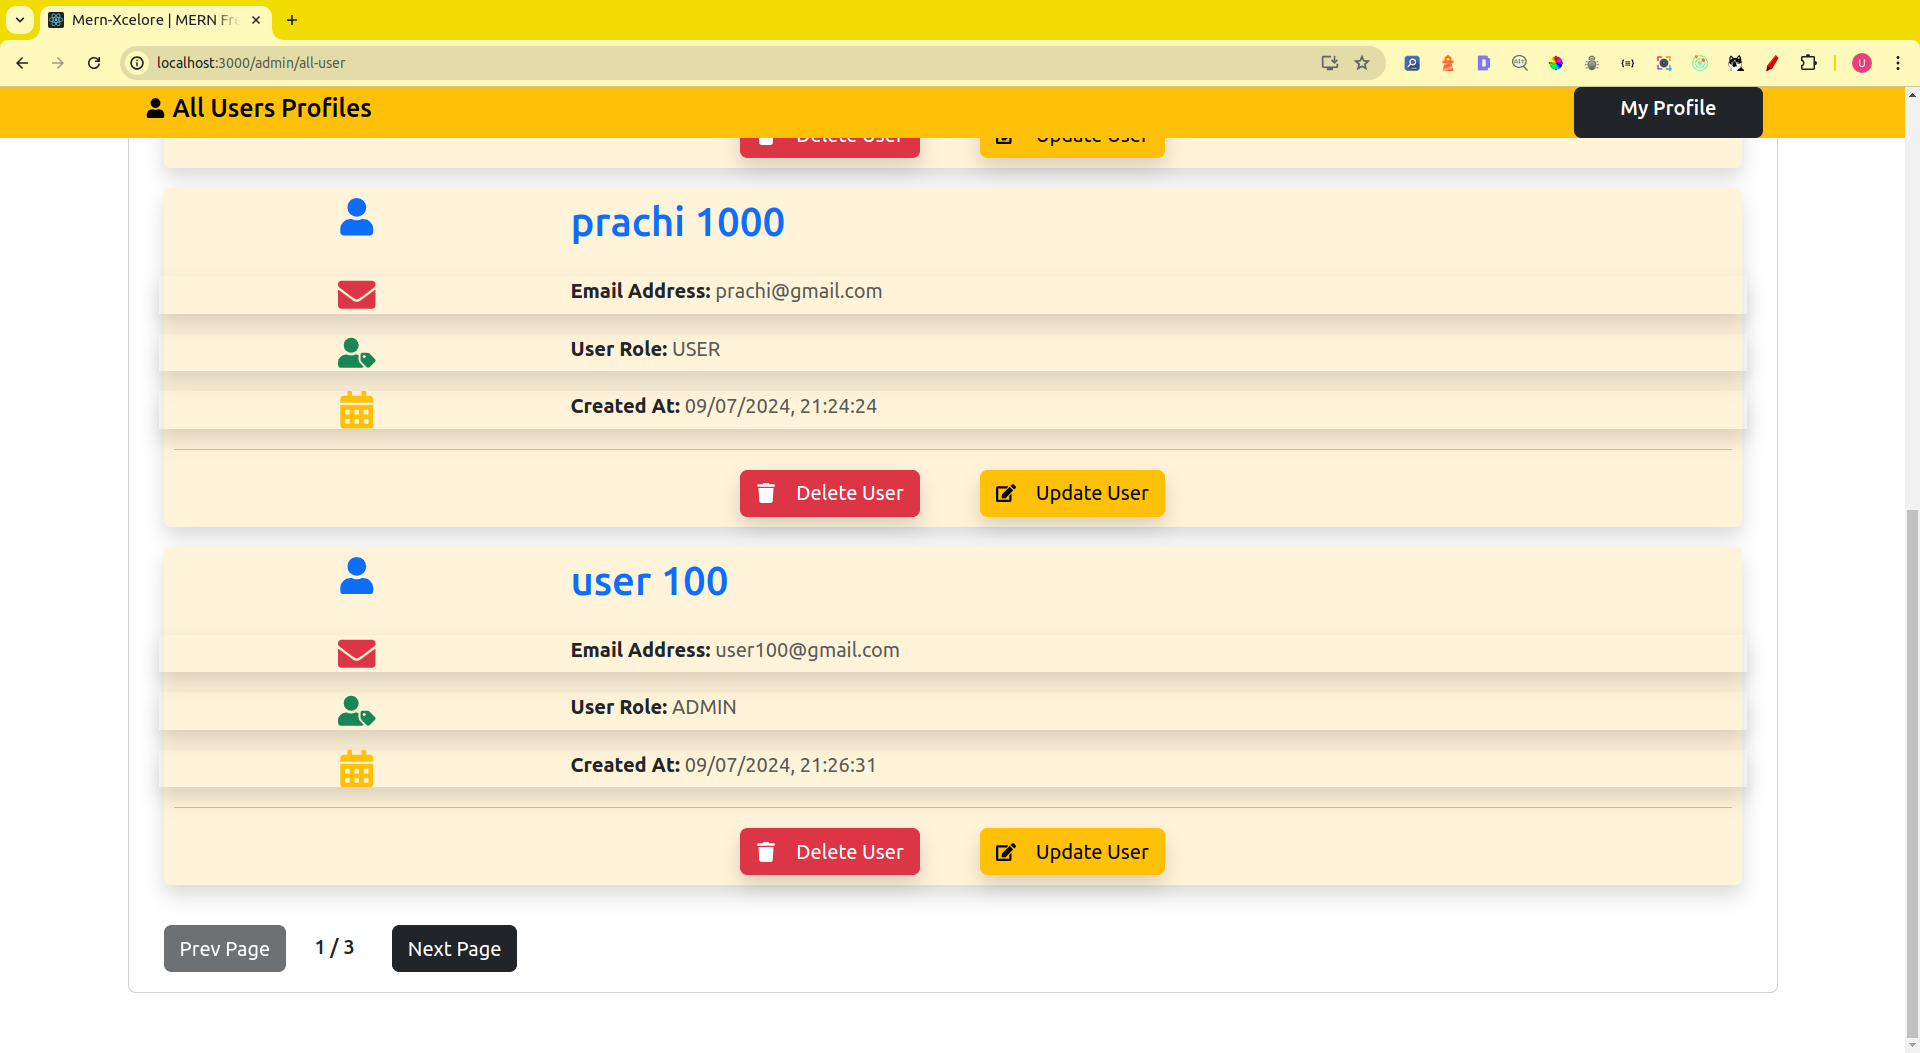 Mern-Xcelore | MERN Fre
localhost:3000/admin/all-user
U
All Users Profiles
My Profile
Delete User
Update User
prachi 1000
Email Address: prachi@gmail.com
User Role: USER
Created At: 09/07/2024, 21:24:24
Delete User
Update User
user 100
Email Address: user100@gmail.com
User Role: ADMIN
Created At: 09/07/2024, 21:26:31
Delete User
Update User
Prev Page
1 / 3
Next Page